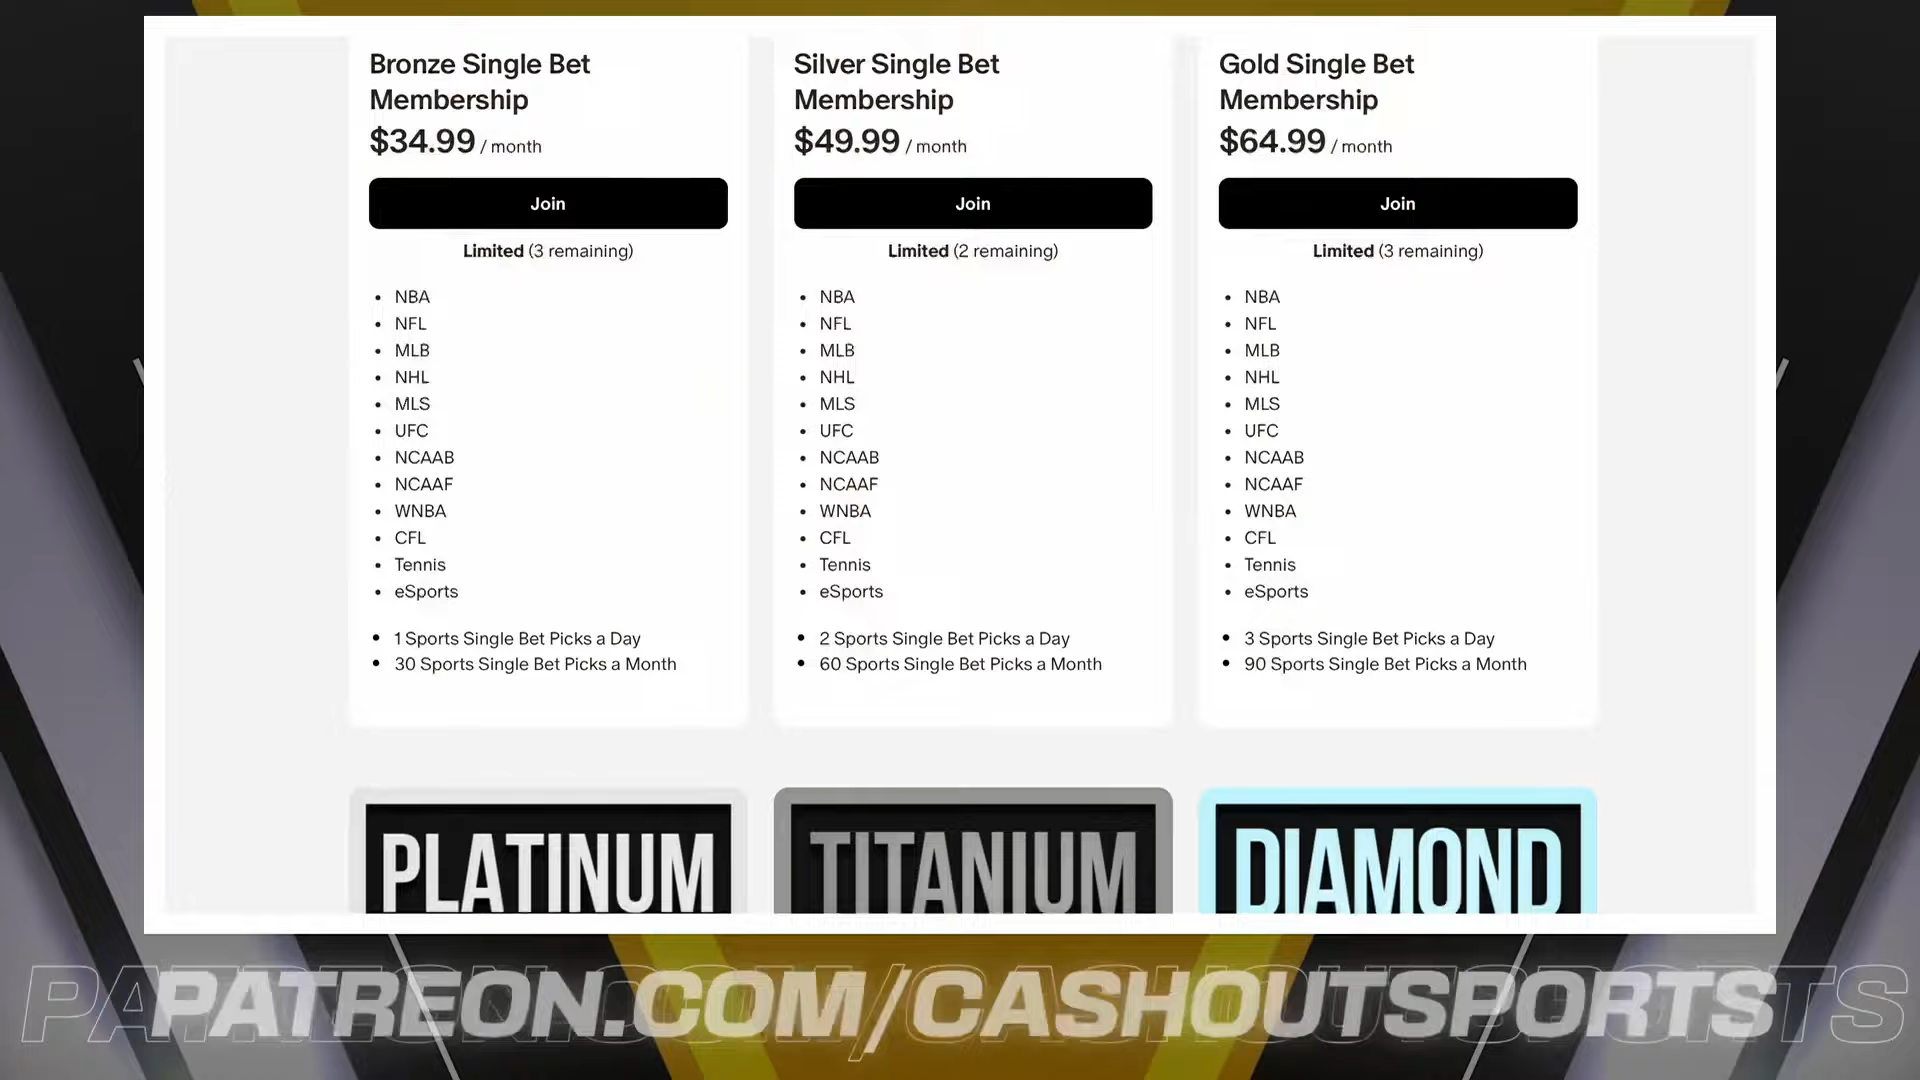 Bronze Single Bet
Membership
$34.99 / month
Join
Limited (3 remaining)
• NBA
• NFL
• MLB
• NHL
• MLS
• UFC
• NCAAB
• NCAAF
• WNBA
• CFL
• Tennis
• eSports
• 1 Sports Single Bet Picks a Day
• 30 Sports Single Bet Picks a Month
Silver Single Bet
Membership
$49.99 / month
Join
Limited (2 remaining)
• NBA
• NFL
• MLB
• NHL
• MLS
• UFC
• NCAAB
• NCAAF
• WNBA
• CFL
• Tennis
• eSports
• 2 Sports Single Bet Picks a Day
• 60 Sports Single Bet Picks a Month
Gold Single Bet
Membership
$64.99 / month
Join
Limited (3 remaining)
• NBA
• NFL
• MLB
• NHL
• MLS
• UFC
• NCAAB
• NCAAF
• WNBA
• CFL
• Tennis
• eSports
• 3 Sports Single Bet Picks a Day
• 90 Sports Single Bet Picks a Month
PLATINUM
TITANIUM
DIAMOND
PATREON.COM/CASHOUTSPORTS